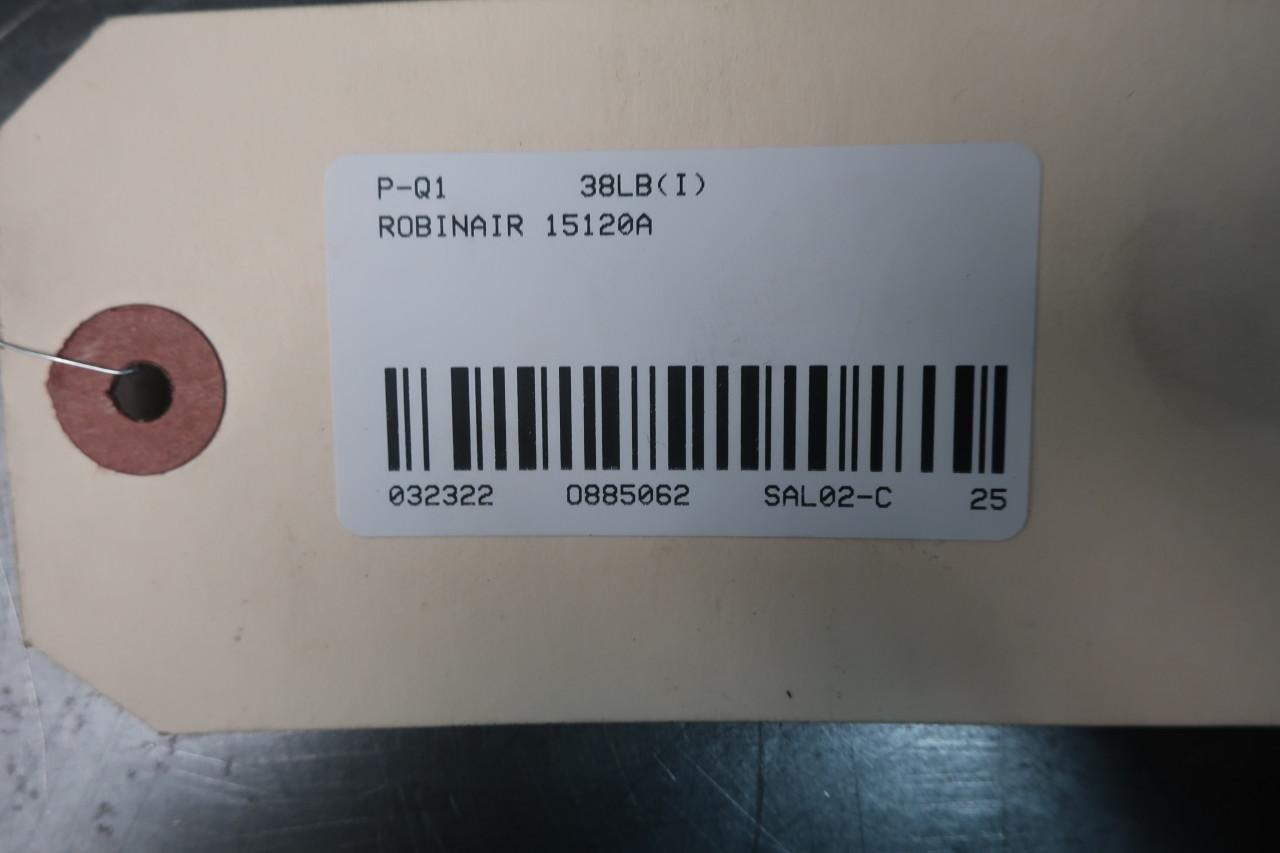 P-Q1 38LB(I)
ROBINAIR 15120A
032322 0885062 SAL02-C 25